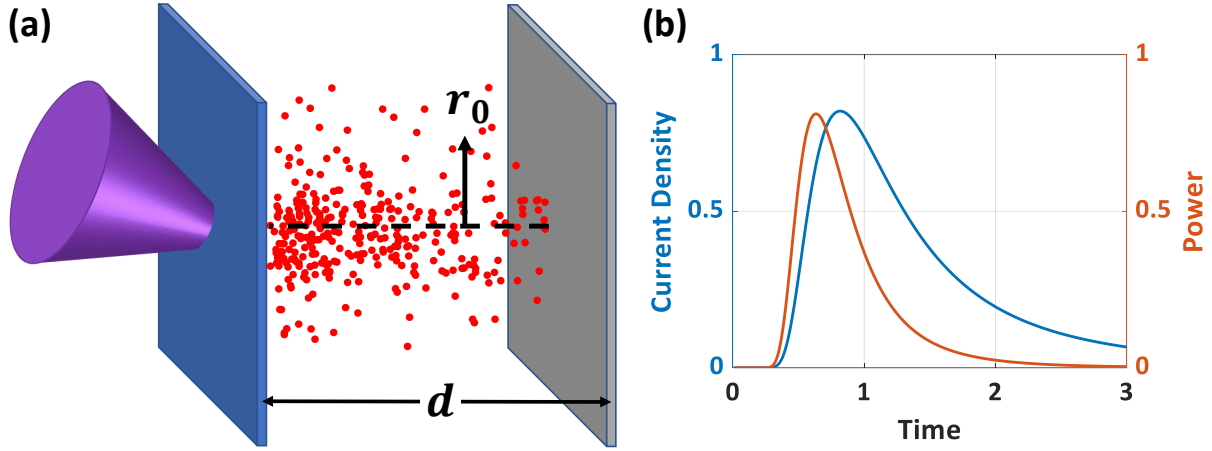 (a)
r₀
d
(b)
Current Density
1
0.5
0
Power
1
0.5
0
0 1 2 3
Time